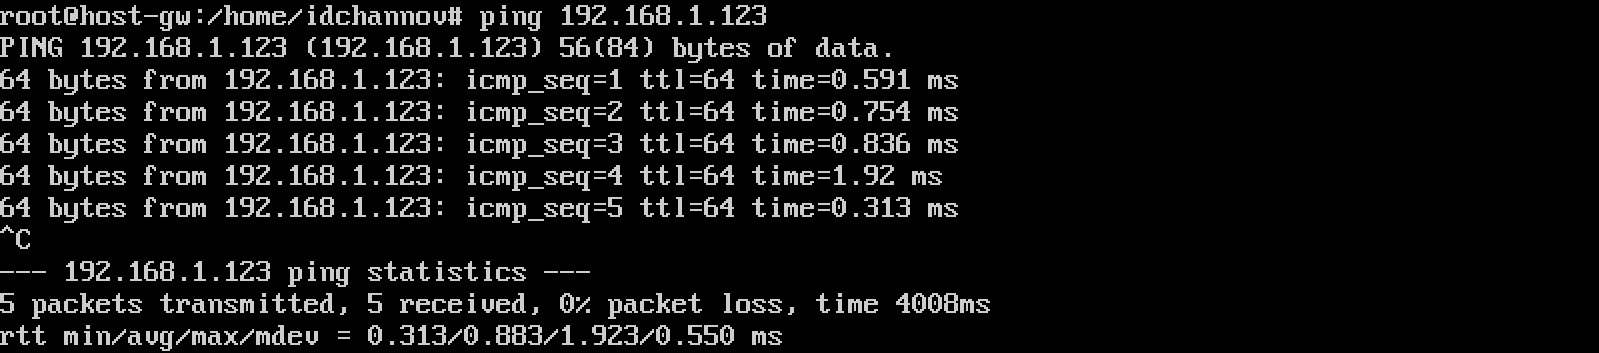 root@host-gw:/home/idchannov# ping 192.168.1.123
PING 192.168.1.123 (192.168.1.123) 56(84) bytes of data.
64 bytes from 192.168.1.123: icmp_seq=1 ttl=64 time=0.591 ms
64 bytes from 192.168.1.123: icmp_seq=2 ttl=64 time=0.754 ms
64 bytes from 192.168.1.123: icmp_seq=3 ttl=64 time=0.836 ms
64 bytes from 192.168.1.123: icmp_seq=4 ttl=64 time=1.92 ms
64 bytes from 192.168.1.123: icmp_seq=5 ttl=64 time=0.313 ms
^C
--- 192.168.1.123 ping statistics ---
5 packets transmitted, 5 received, 0% packet loss, time 4008ms
rtt min/avg/max/mdev = 0.313/0.883/1.923/0.550 ms